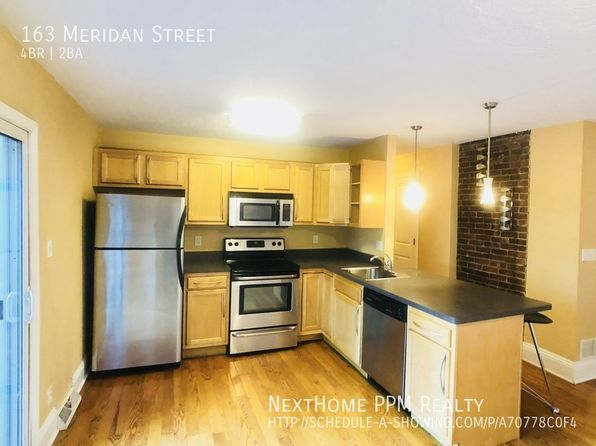 163 Meridan Street
4BR | 2BA
NextHome PPM Realty
http://schedule-a-showing.com/p/a70778c0f4